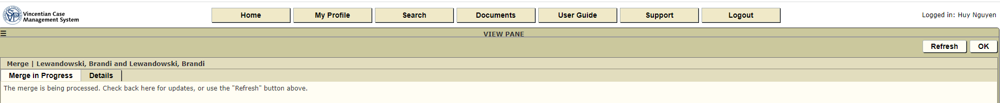 Vincentian Case
Management System
Home
My Profile
Search
Documents
User Guide
Support
Logout
Logged in: Huy Nguyen
VIEW PANE
Refresh
OK
Merge | Lewandowski, Brandi and Lewandowski, Brandi
Merge in Progress
Details
The merge is being processed. Check back here for updates, or use the "Refresh" button above.